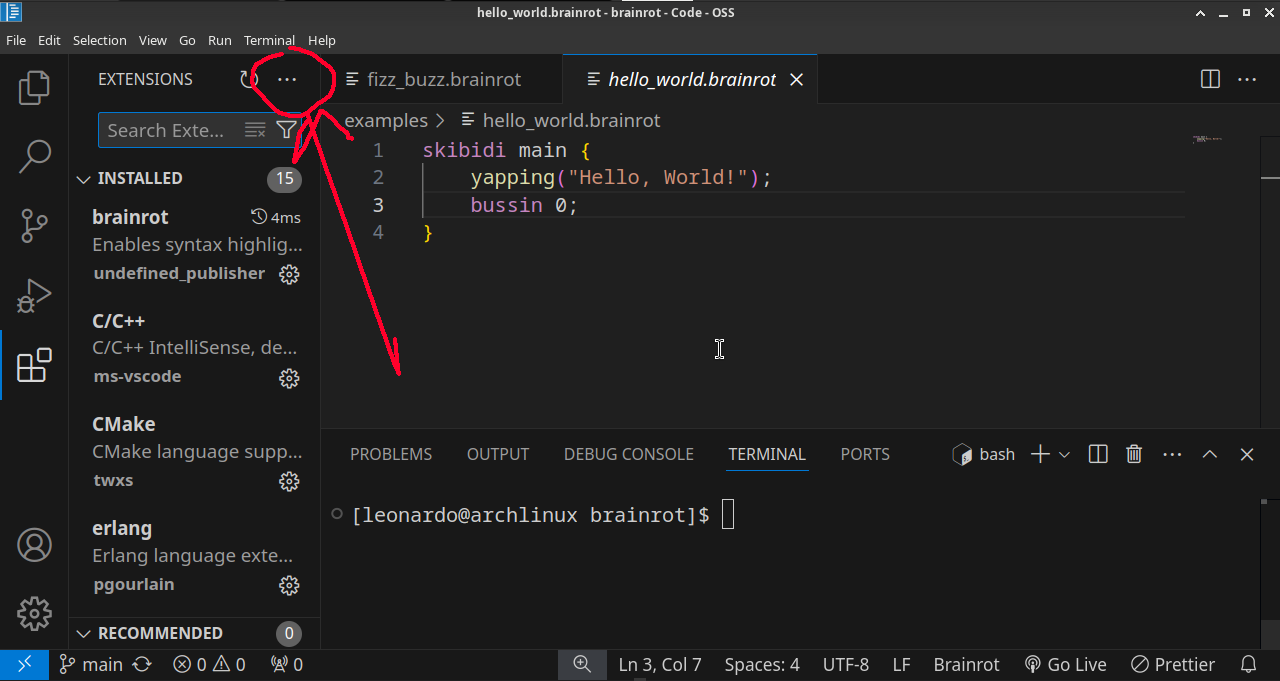 hello_world.brainrot - brainrot - Code - OSS
File Edit Selection View Go Run Terminal Help
EXTENSIONS
Search Exte...
INSTALLED 15
brainrot 4ms
Enables syntax highlig...
undefined_publisher
C/C++
C/C++ IntelliSense, de...
ms-vscode
CMake
CMake language supp...
twxs
erlang
Erlang language exte...
pgourlain
RECOMMENDED 0
fizz_buzz.brainrot hello_world.brainrot
examples > hello_world.brainrot
1 skibidi main {
2 yapping("Hello, World!");
3 bussin 0;
4 }
PROBLEMS OUTPUT DEBUG CONSOLE TERMINAL PORTS bash
[leonardo@archlinux brainrot]$
main 0 0 0 Ln 3, Col 7 Spaces: 4 UTF-8 LF Brainrot Go Live Prettier